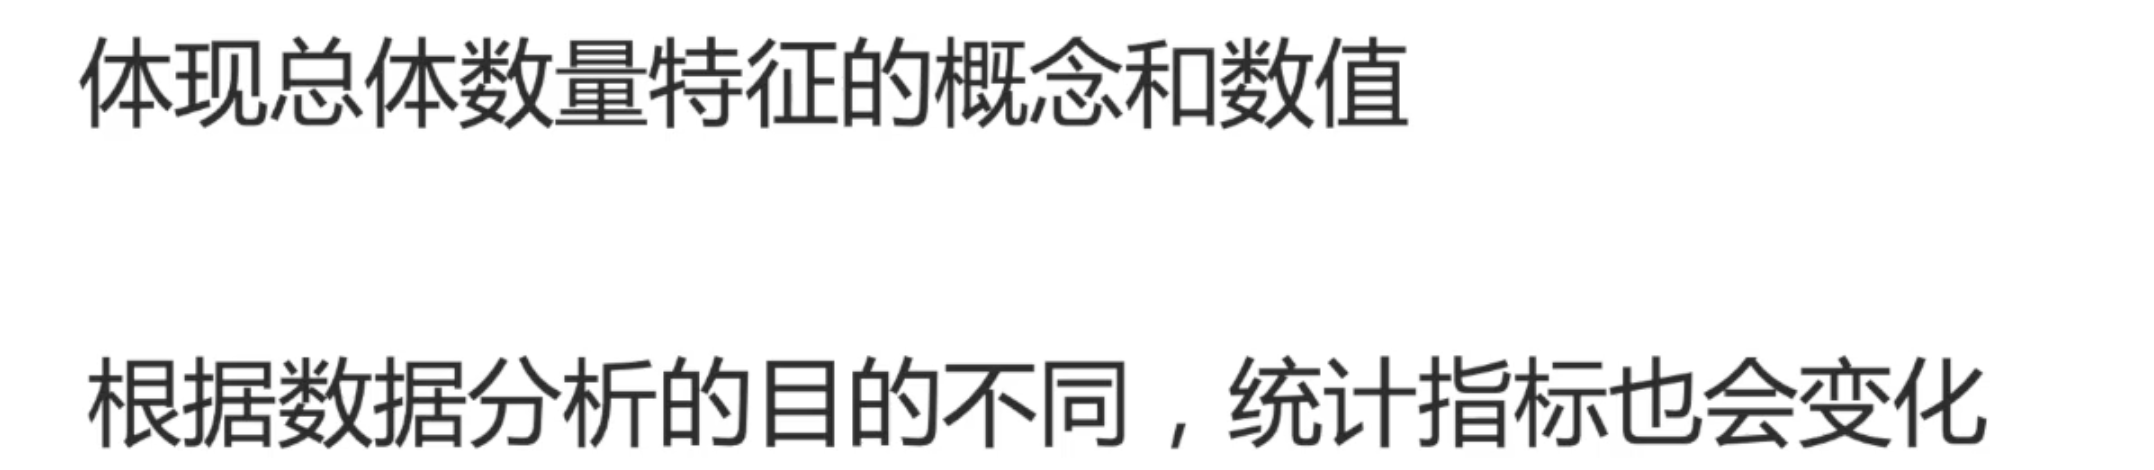 体现总体数量特征的概念和数值
根据数据分析的目的不同，统计指标也会变化